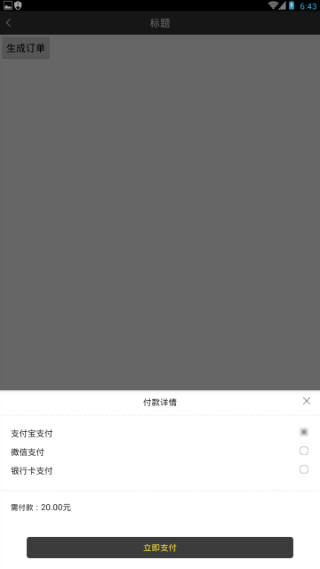 6:43
标题
生成订单
付款详情
支付宝支付
微信支付
银行卡支付
需付款：20.00元
立即支付